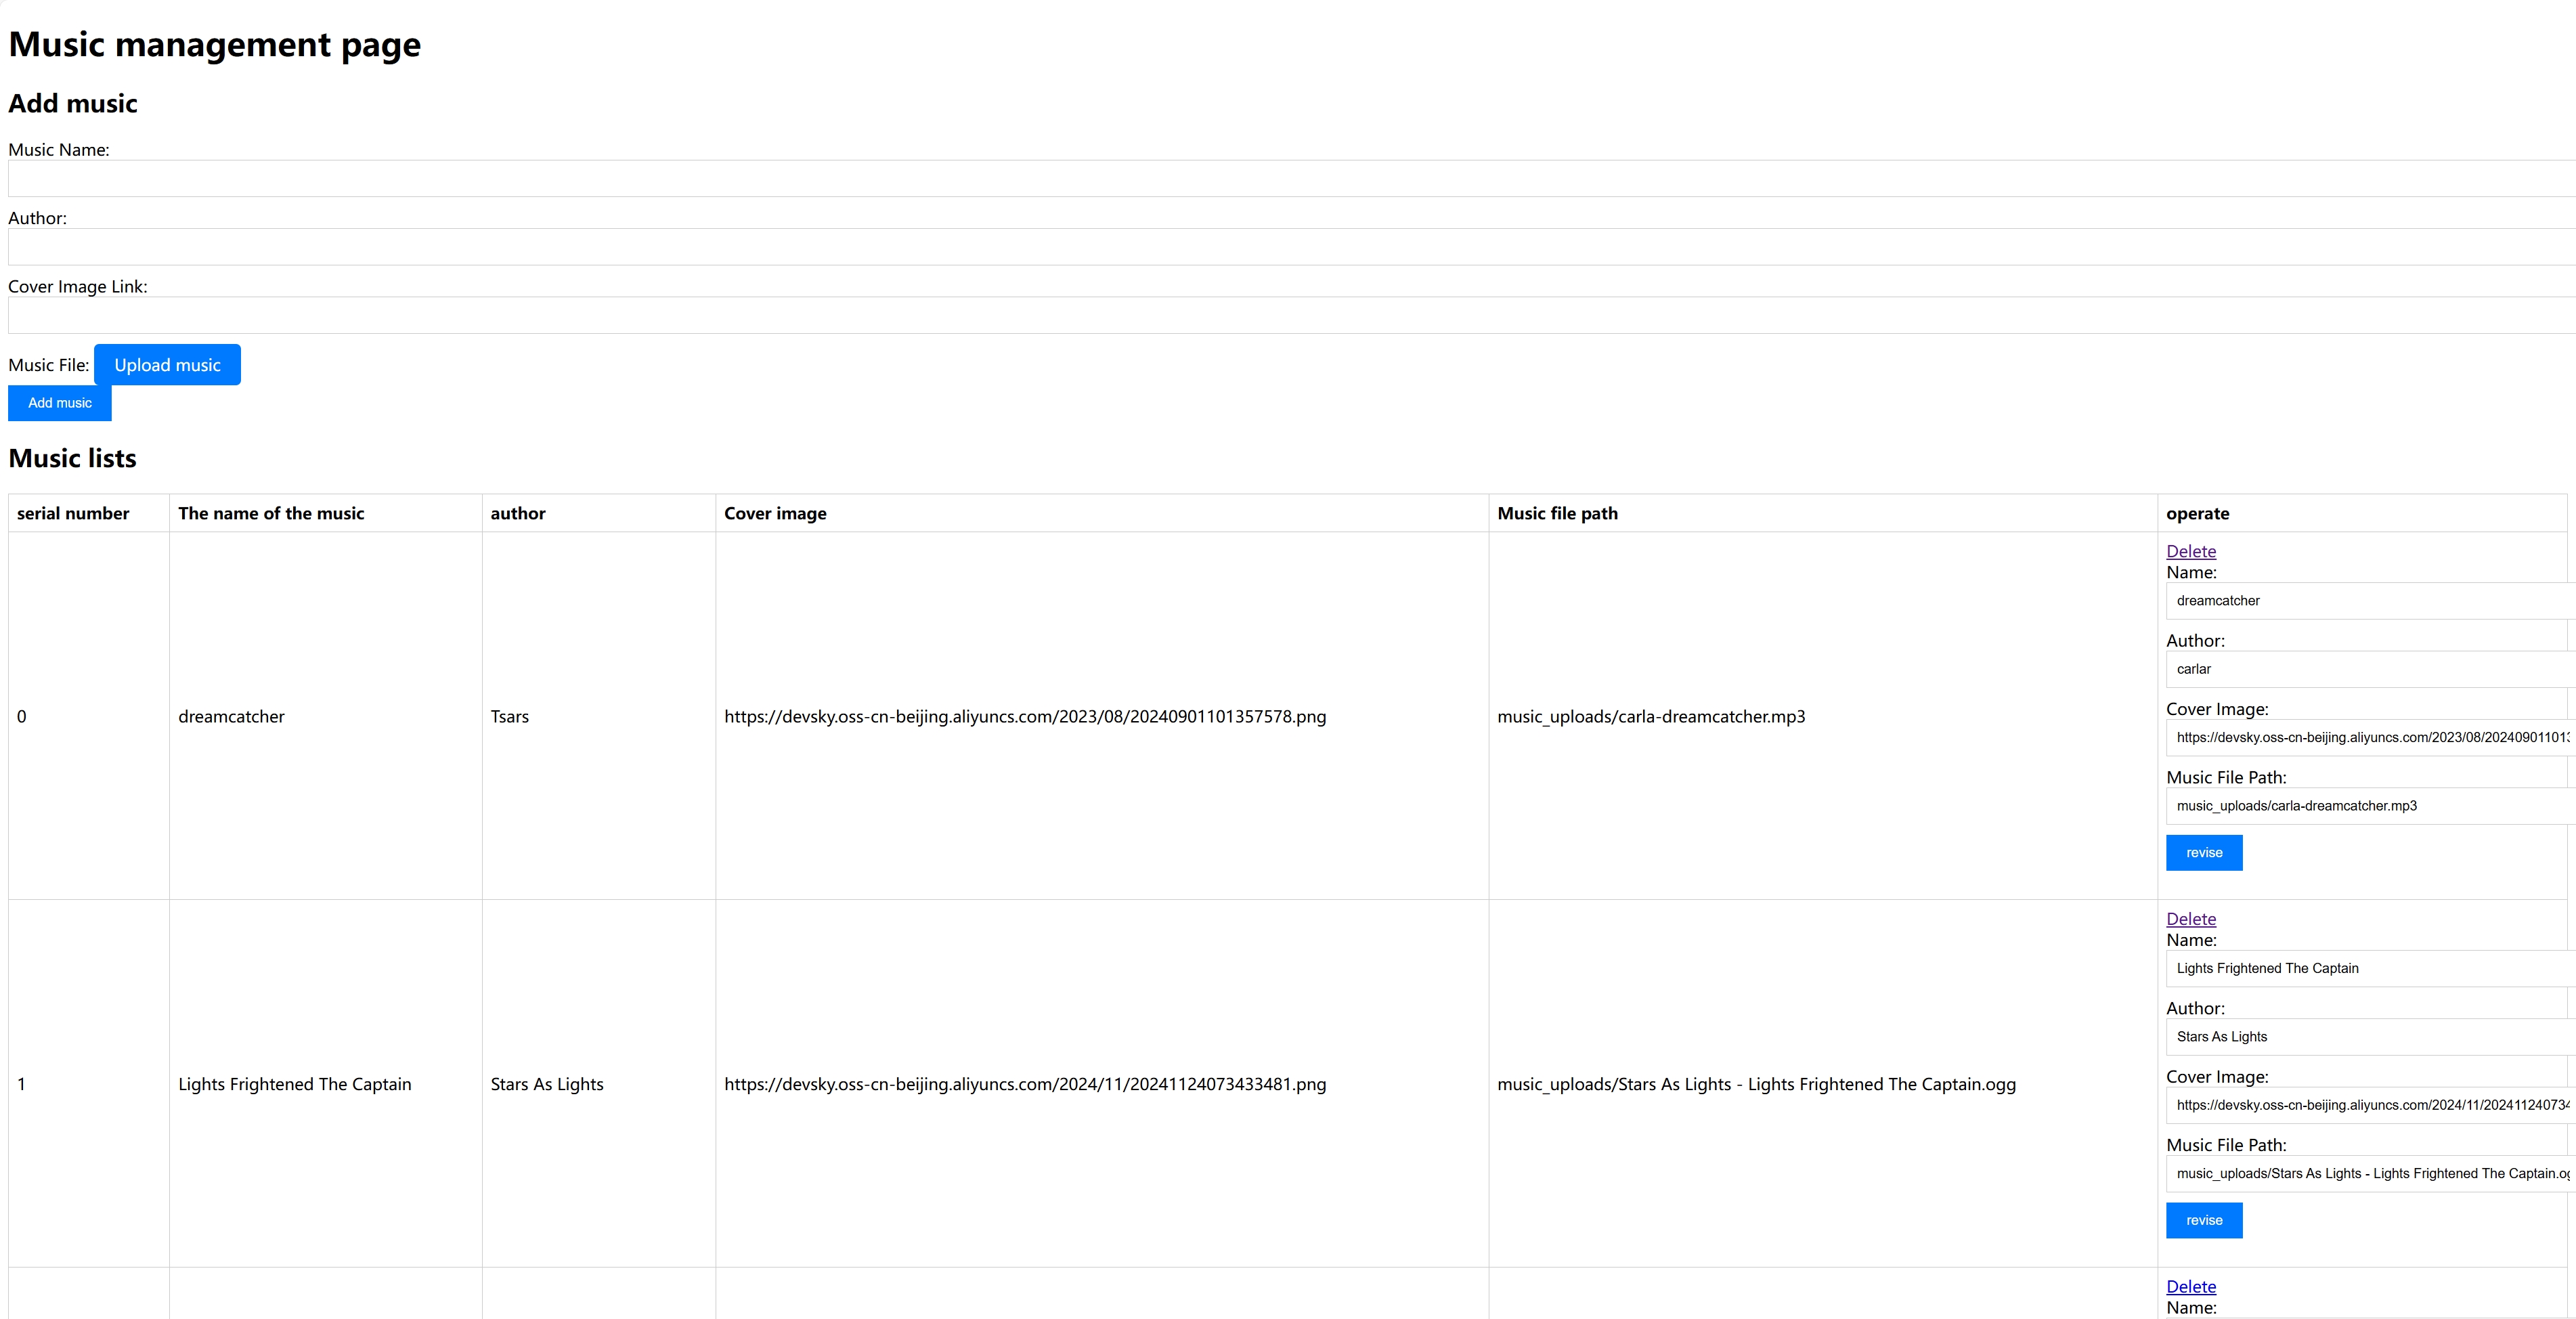 Music management page
Add music
Music Name:
Author:
Cover Image Link:
Music File: Upload music
Add music
Music lists
serial number The name of the music author Cover image Music file path operate
Delete
Name:
dreamcatcher
Author:
carlar
0 dreamcatcher Tsars https://devsky.oss-cn-beijing.aliyuncs.com/2023/08/20240901101357578.png music_uploads/carla-dreamcatcher.mp3
Cover Image:
https://devsky.oss-cn-beijing.aliyuncs.com/2023/08/202409011013
Music File Path:
music_uploads/carla-dreamcatcher.mp3
revise
Delete
Name:
Lights Frightened The Captain
Author:
Stars As Lights
1 Lights Frightened The Captain Stars As Lights https://devsky.oss-cn-beijing.aliyuncs.com/2024/11/20241124073433481.png music_uploads/Stars As Lights - Lights Frightened The Captain.ogg
Cover Image:
https://devsky.oss-cn-beijing.aliyuncs.com/2024/11/202411240734
Music File Path:
music_uploads/Stars As Lights - Lights Frightened The Captain.og
revise
Delete
Name: